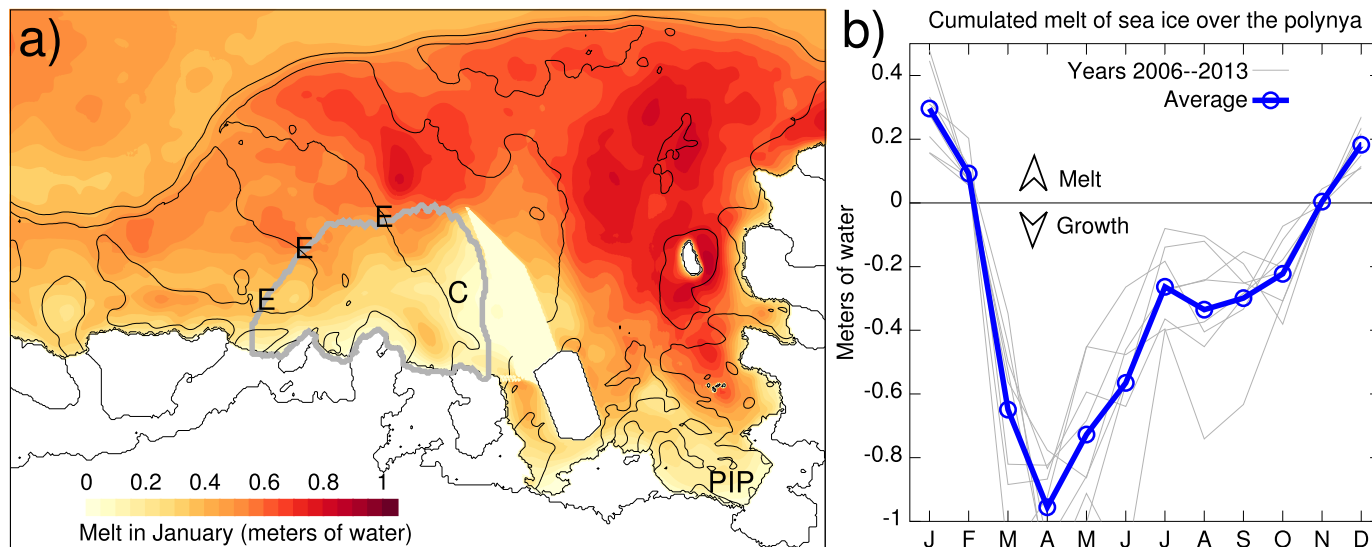 a)
E
E
E
C
PIP
0 0.2 0.4 0.6 0.8 1
Melt in January (meters of water)
b)
Cumulated melt of sea ice over the polynya
Years 2006--2013
Average
Melt
Growth
Meters of water
0.4
0.2
0
-0.2
-0.4
-0.6
-0.8
-1
J F M A M J J A S O N D